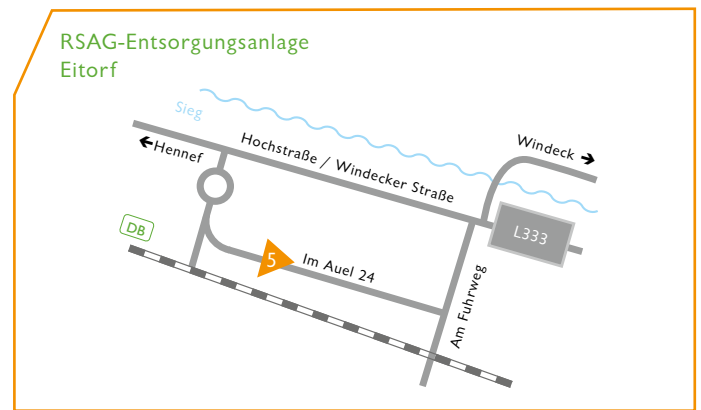 RSAG-Entsorgungsanlage
Eitorf
Sieg
Windeck
Hennef
Hochstraße / Windecker Straße
L333
DB
5
Im Auel 24
Am Fuhrweg